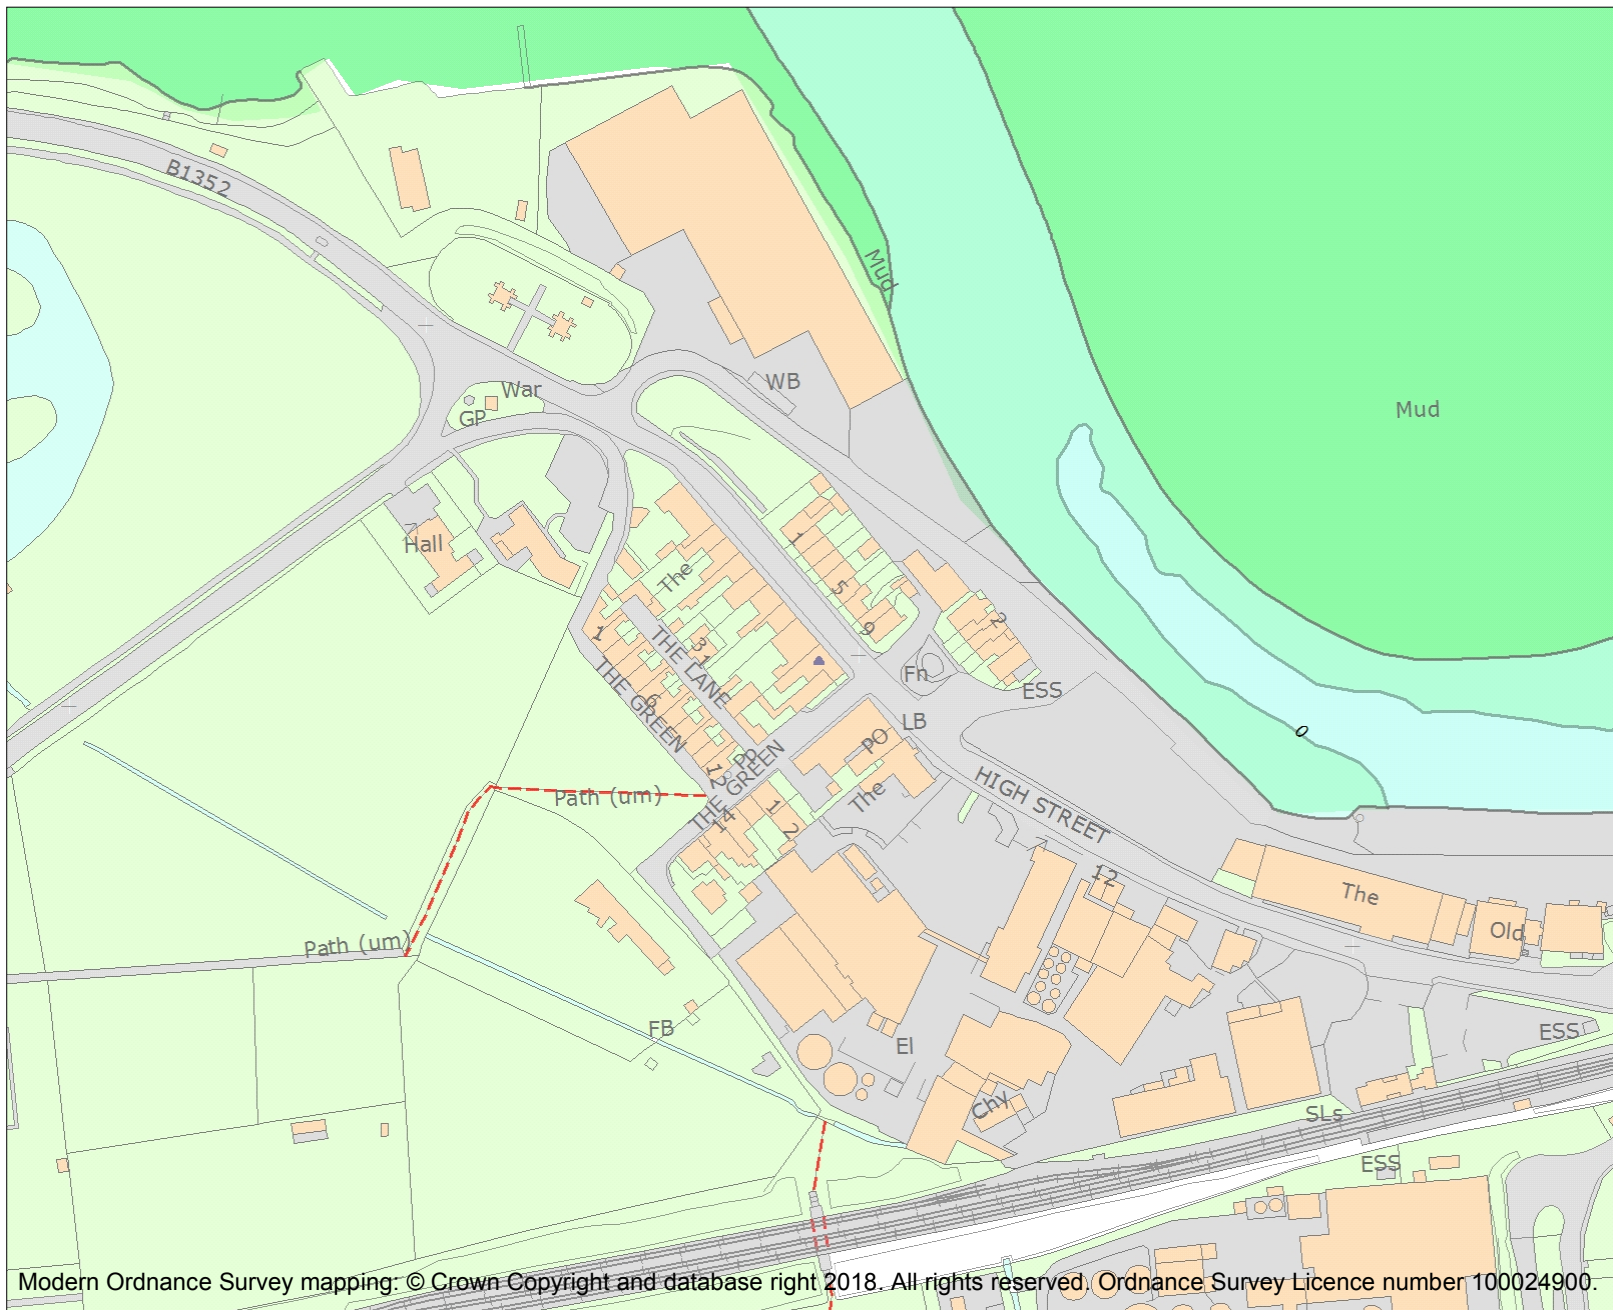 B1352
Mud
War
GP
WB
Mud
Hall
The
1
5
9
2
1
THE LANE
3
1
THE GREEN
6
Fn
ESS
LB
PO
PO
12
THE GREEN
14
1
2
The
Path (um)
HIGH STREET
12
The
Old
Path (um)
FB
El
Chy
ESS
SLs
ESS
Modern Ordnance Survey mapping: © Crown Copyright and database right 2018. All rights reserved. Ordnance Survey Licence number 100024900.